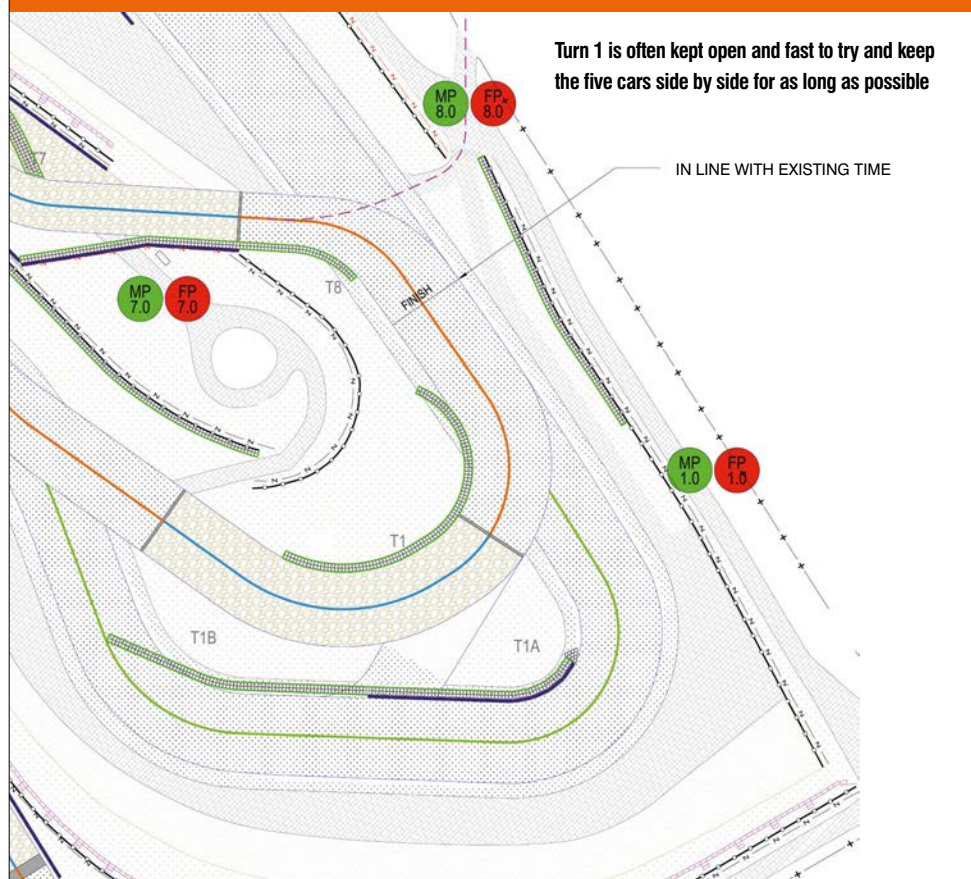 Turn 1 is often kept open and fast to try and keep
the five cars side by side for as long as possible
MP
8.0
FP
8.0
IN LINE WITH EXISTING TIME
T7
MP
7.0
FP
7.0
T8
FINISH
MP
1.0
FP
1.0
T1
T1B
T1A